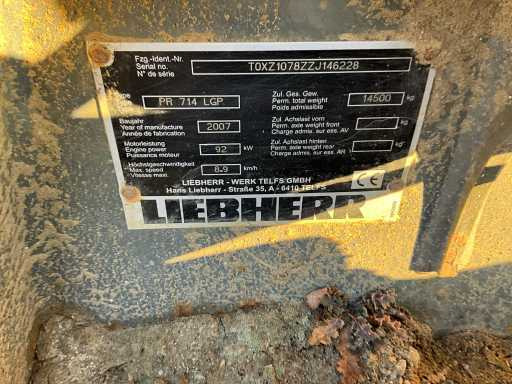 Fzg.-Ident.-Nr.
Serial no.
N° de série
T0XZ1078ZZJ146228
Type
PR 714 LGP
Baujahr
Year of manufacture
Année de fabrication
2007
Motorleistung
Engine power
Puissance moteur
92 kW
Höchstgeschwindigkeit
Max. speed
Vitesse maxi.
8.9 km/h
Zul. Ges. Gew.
Perm. total weight
Poids admissible
14500 kg
Zul. Achslast vorn
Perm. axle weight front
Charge admis. sur ess. AV
kg
Zul. Achslast hinten
Perm. axle weight rear
Charge admis. sur ess. AR
kg
LIEBHERR - WERK TELFS GMBH
Hans Liebherr - Straße 35, A - 6410 TELFS
CE
LIEBHERR